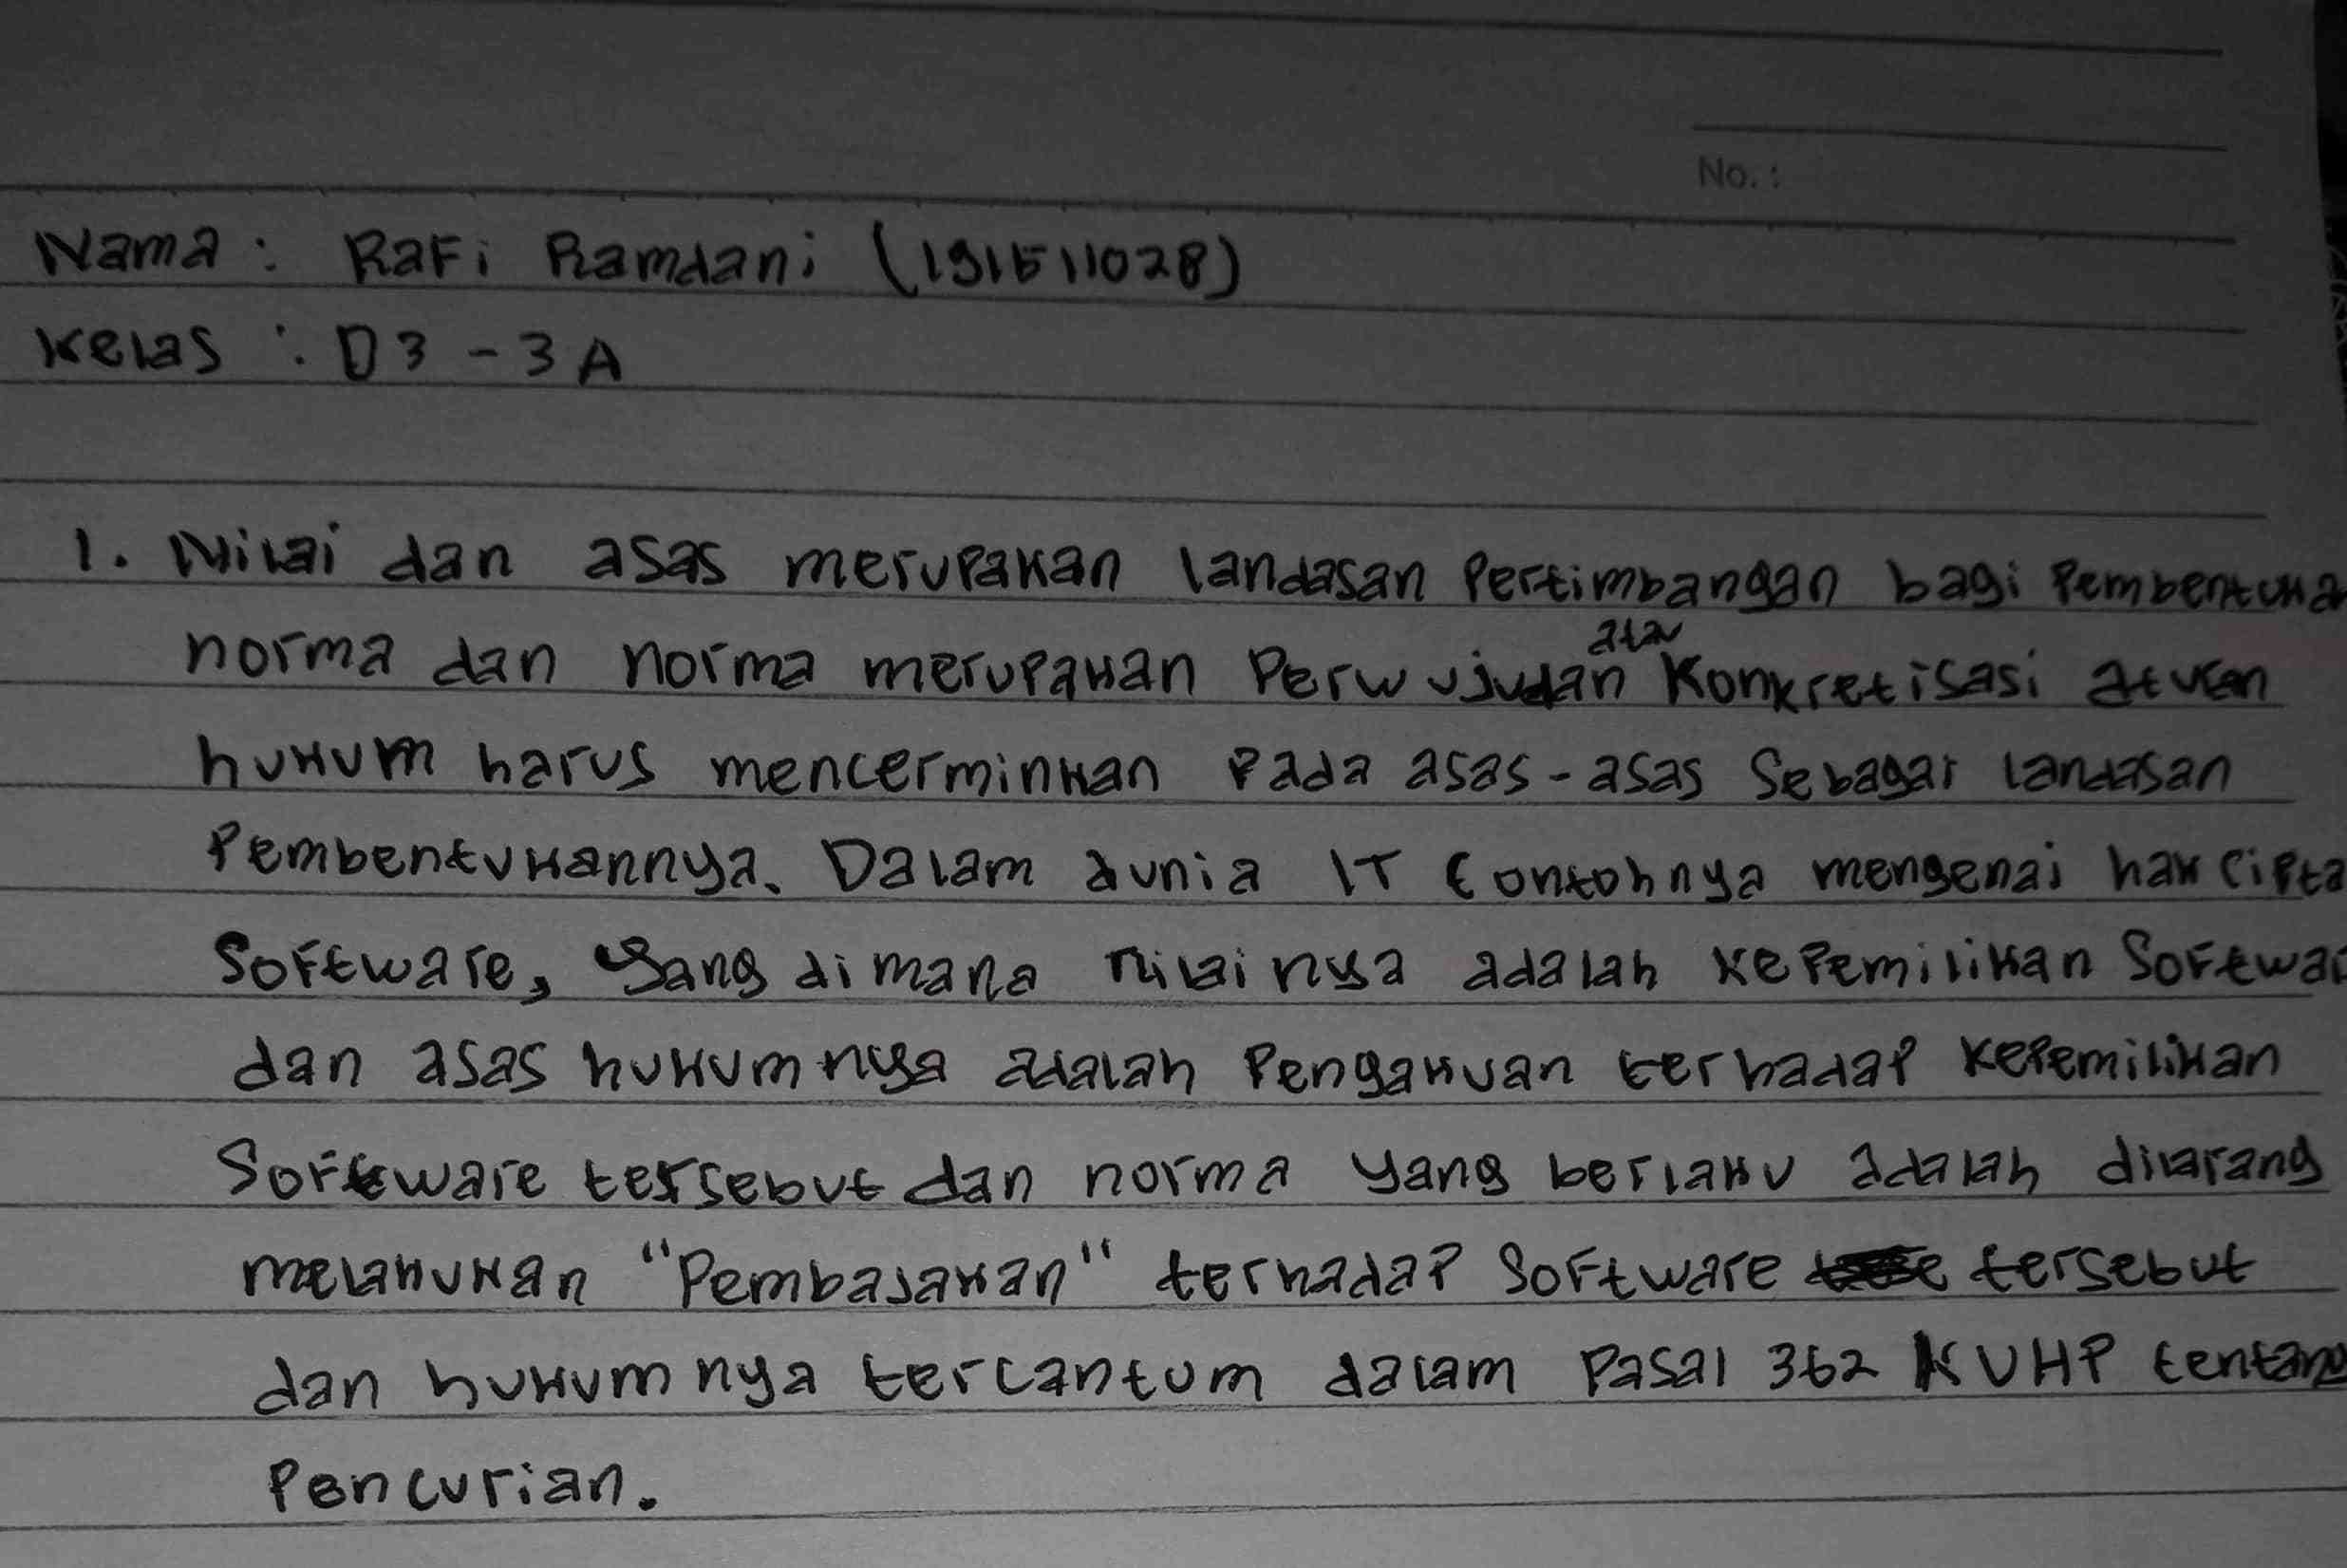 No. :
Nama : Rafi Ramdani (191511028)
Kelas : D3 - 3A
1. Nilai dan asas merupakan landasan Pertimbangan bagi Pembentuka
norma dan norma merupakan Perwujudan atau Konkretisasi aturan
hukum harus mencerminkan Pada asas-asas Sebagai landasan
Pembentukannya. Dalam dunia IT Contohnya mengenai hak cipta
Software, Yang dimana nilainya adalah kepemilikan Softwar
dan asas hukumnya adalah Pengakuan terhadap kepemilikan
Software tersebut dan norma yang berlaku adalah dilarang
melakukan "Pembajakan" terhadap Software tersebut
dan hukumnya tercantum dalam Pasal 362 KUHP tentang
Pencurian.